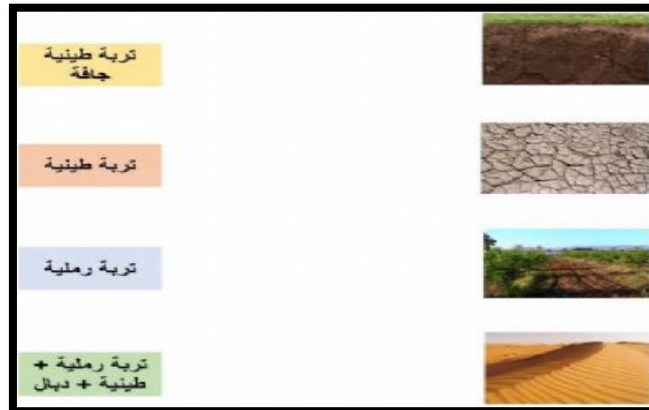 تربة طينية
جافة
تربة طينية
تربة رملية
تربة رملية +
طينية + دبال